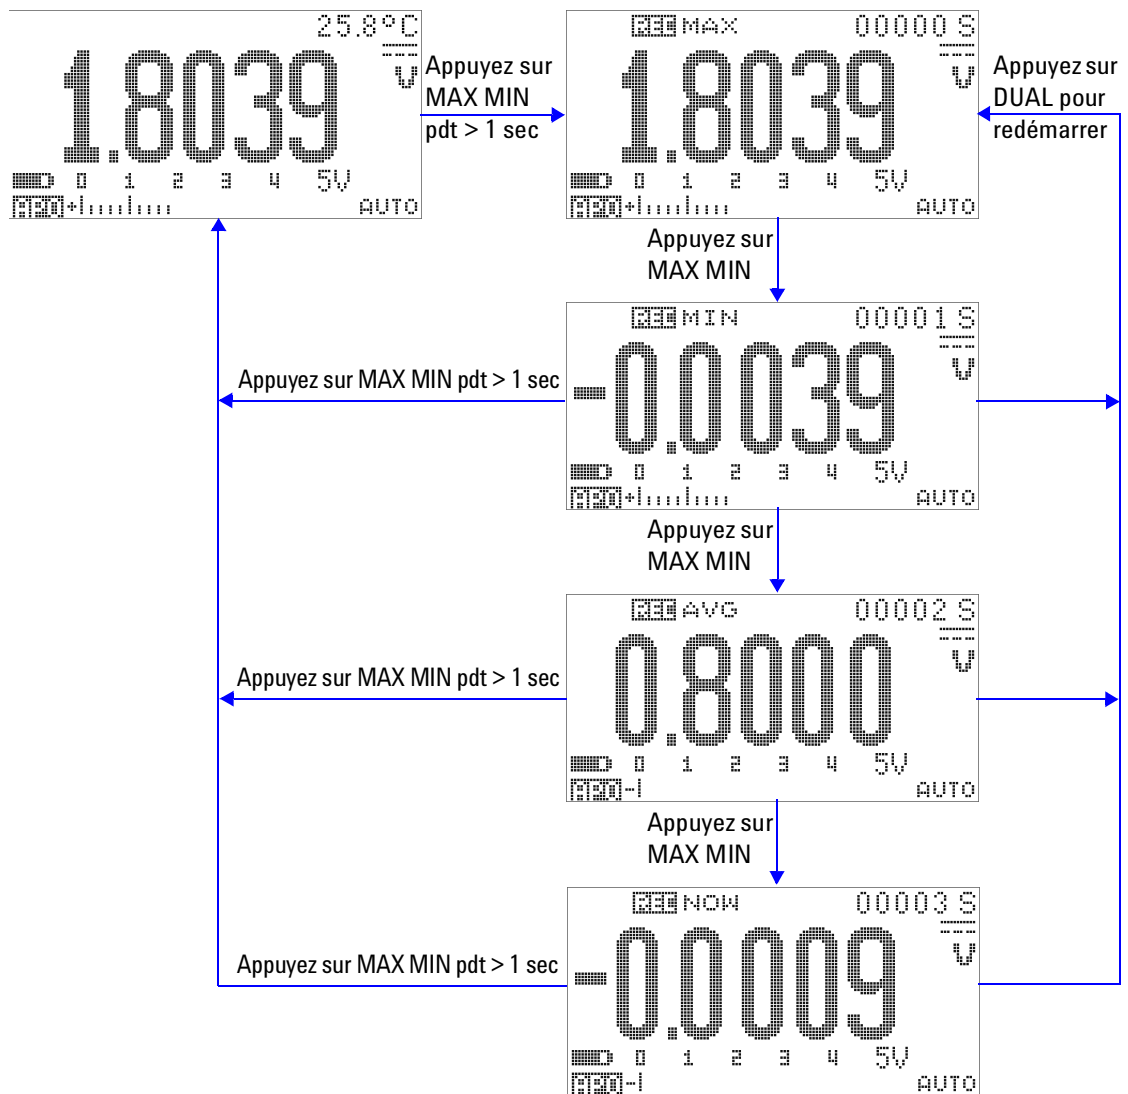 25.8°C
1.8039
V
0 1 2 3 4 5V
AUTO
Appuyez sur
MAX MIN
pdt > 1 sec
REC MAX 00000 S
1.8039
V
0 1 2 3 4 5V
AUTO
Appuyez sur
DUAL pour
redémarrer
Appuyez sur
MAX MIN
REC MIN 00001 S
-0.0039
V
0 1 2 3 4 5V
AUTO
Appuyez sur MAX MIN pdt > 1 sec
Appuyez sur
MAX MIN
REC AVG 00002 S
0.8000
V
0 1 2 3 4 5V
AUTO
Appuyez sur MAX MIN pdt > 1 sec
Appuyez sur
MAX MIN
REC NOW 00003 S
-0.0009
V
0 1 2 3 4 5V
AUTO
Appuyez sur MAX MIN pdt > 1 sec